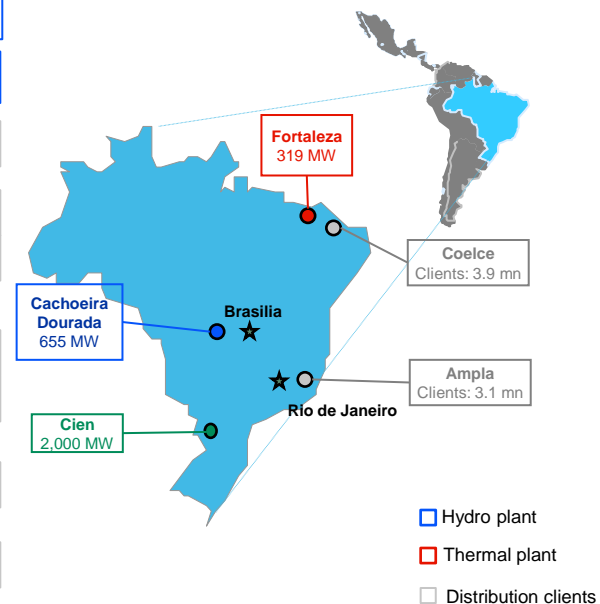 Fortaleza
319 MW
Coelce
Clients: 3.9 mn
Cachoeira
Dourada
655 MW
Brasilia
Ampla
Clients: 3.1 mn
Rio de Janeiro
Cien
2,000 MW
Hydro plant
Thermal plant
Distribution clients